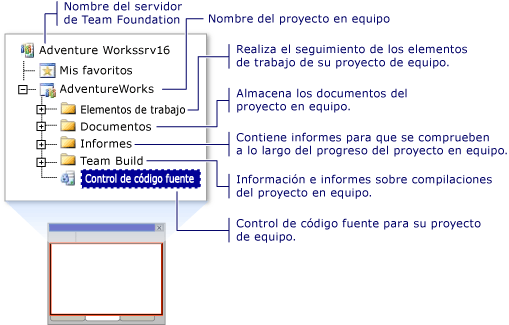 Nombre del servidor
de Team Foundation
Nombre del proyecto en equipo
Adventure Workssrv16
Mis favoritos
AdventureWorks
Elementos de trabajo
Documentos
Informes
Team Build
Control de código fuente
Realiza el seguimiento de los elementos
de trabajo de su proyecto de equipo.
Almacena los documentos del
proyecto en equipo.
Contiene informes para que se comprueben
a lo largo del progreso del proyecto en equipo.
Información e informes sobre compilaciones
del proyecto en equipo.
Control de código fuente para su proyecto
de equipo.